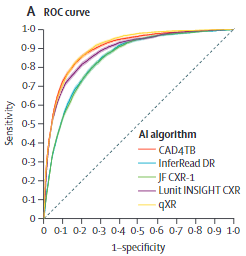 A ROC curve
1·0
0·9
0·8
0·7
0·6
0·5
0·4
0·3
0·2
0·1
0
Sensitivity
AI algorithm
CAD4TB
InferRead DR
JF CXR-1
Lunit INSIGHT CXR
qXR
0 0·1 0·2 0·3 0·4 0·5 0·6 0·7 0·8 0·9 1·0
1–specificity